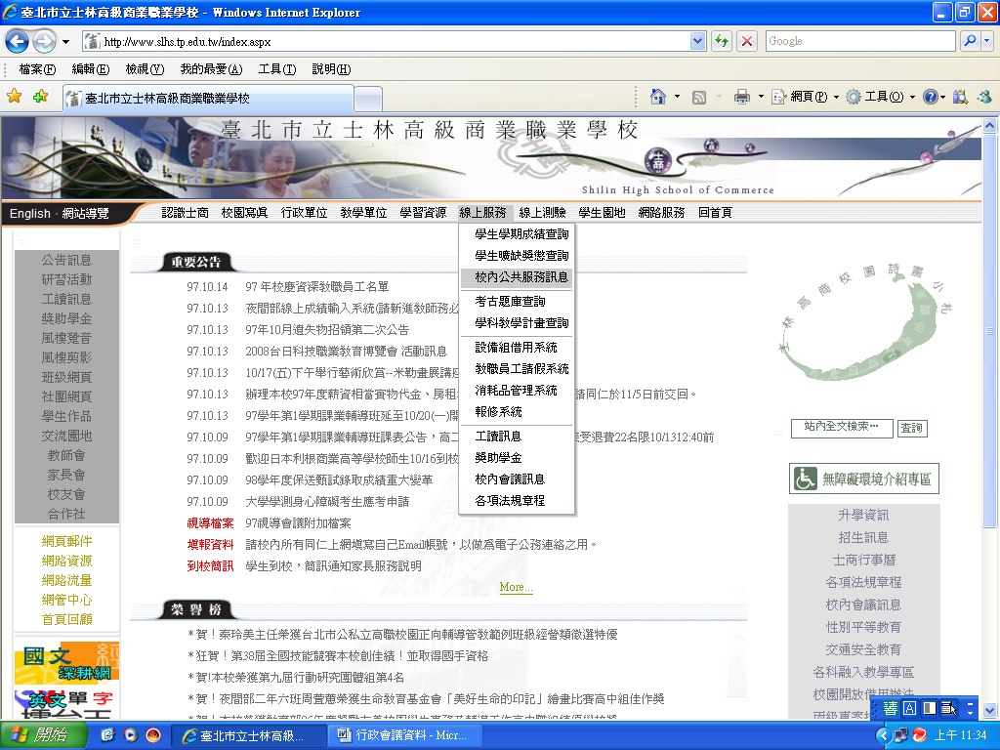 臺北市立士林高級商業職業學校 - Windows Internet Explorer
http://www.slhs.tp.edu.tw/index.aspx
Google
檔案(F) 編輯(E) 檢視(V) 我的最愛(A) 工具(T) 說明(H)
臺北市立士林高級商業職業學校
網頁(P) 工具(O)
臺北市立士林高級商業職業學校
Shilin High School of Commerce
English · 網站導覽
認識士商 校園寫真 行政單位 教學單位 學習資源 線上服務 線上測驗 學生園地 網路服務 回首頁
學生學期成績查詢
學生曠缺獎懲查詢
校內公共服務訊息
考古題庫查詢
學科教學計畫查詢
設備組借用系統
教職員工請假系統
消耗品管理系統
報修系統
工讀訊息
獎助學金
校內會議訊息
各項法規章程
公告訊息
研習活動
工讀訊息
獎助學金
風樓跫音
風樓剪影
班級網頁
社團網頁
學生作品
交流園地
教師會
家長會
校友會
合作社
網頁郵件
網路資源
網路流量
網管中心
首頁回顧
國文
深耕網
英文單字
擂台王
重要公告
97.10.14 97 年校慶資深教職員工名單
97.10.13 夜間部線上成績輸入系統(請新進教師務必
97.10.13 97年10月遺失物招領第二次公告
97.10.13 2008台日科技職業教育博覽會 活動訊息
97.10.13 10/17(五)下午舉行藝術欣賞--米勒畫展講座
97.10.13 辦理本校97年度薪資相當實物代金、房租 請同仁於11/5日前交回。
97.10.13 97學年第1學期課業輔導班延至10/20(一)開
97.10.09 97學年第1學期課業輔導班課表公告，高二 受退費22名限10/1312:40前
97.10.09 歡迎日本利根商業高等學校師生10/16到校
97.10.09 98學年度保送甄試錄取成績重大變革
97.10.09 大學學測身心障礙考生應考申請
視導檔案 97視導會議附加檔案
填報資料 請校內所有同仁上網填寫自己Email帳號，以做為電子公務連絡之用。
到校簡訊 學生到校，簡訊通知家長服務說明
More...
榮譽榜
*賀！秦玲美主任榮獲台北市公私立高職校園正向輔導管教範例班級經營類徵選特優
*狂賀！第38屆全國技能競賽本校創佳績！並取得國手資格
*賀!本校榮獲第九屆行動研究團體組第4名
*賀！夜間部二年六班周萱蕙榮獲生命教育基金會「美好生命的印記」繪畫比賽高中組佳作獎
士林高商校園詩畫小札
站內全文檢索…
查詢
無障礙環境介紹專區
升學資訊
招生訊息
士商行事曆
各項法規章程
校內會議訊息
性別平等教育
交通安全教育
各科融入教學專區
校園開放借用辦法
開始
臺北市立士林高級...
行政會議資料 - Micr...
上午 11:34